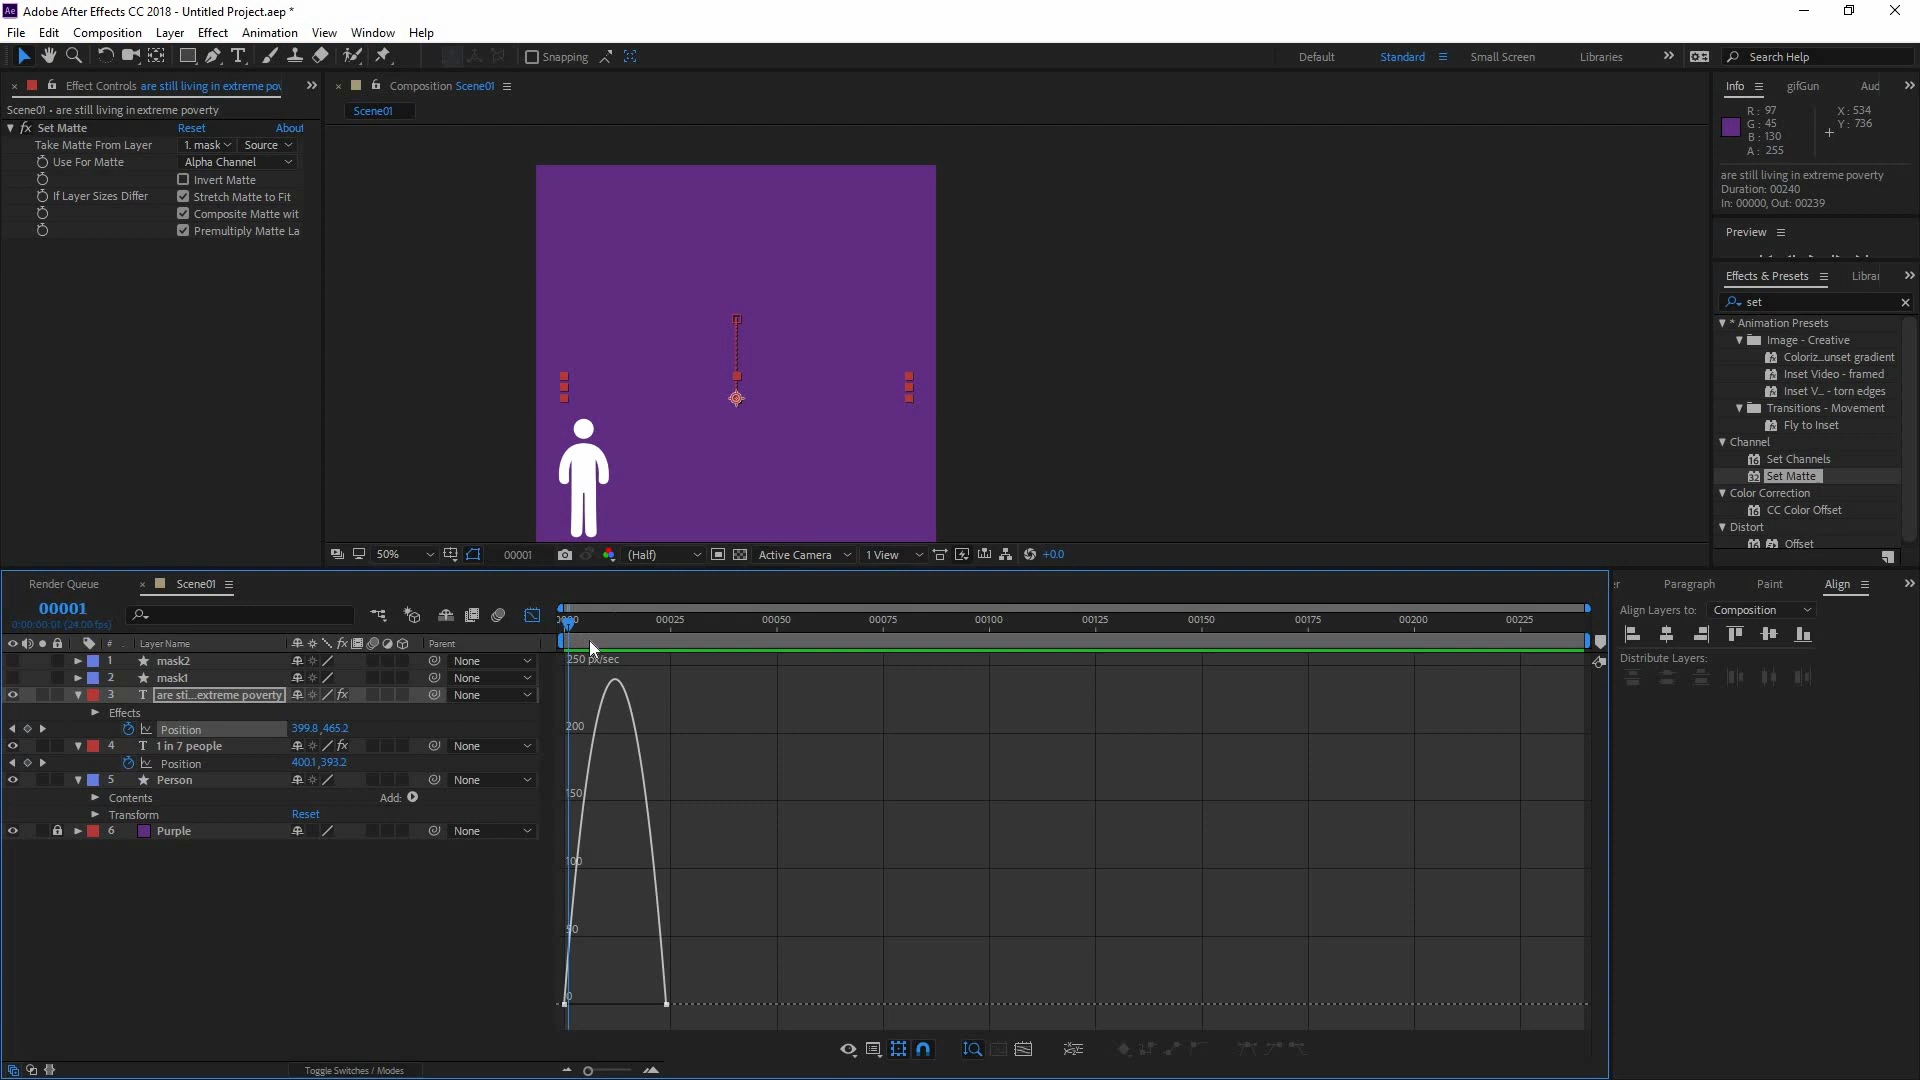 Adobe After Effects CC 2018 - Untitled Project.aep *
File Edit Composition Layer Effect Animation View Window Help
Snapping Default Standard Small Screen Libraries Search Help
Effect Controls are still living in extreme pov
Composition Scene01
Info gifGun Aud
Scene01 • are still living in extreme poverty
Scene01
R: 97
G: 45
B: 130
A: 255
X: 534
Y: 736
fx Set Matte Reset About
Take Matte From Layer 1. mask Source
Use For Matte Alpha Channel
Invert Matte
If Layer Sizes Differ Stretch Matte to Fit
Composite Matte wit
Premultiply Matte La
are still living in extreme poverty
Duration: 00240
In: 00000, Out: 00239
Preview
Effects & Presets Librar
set
* Animation Presets
Image - Creative
Coloriz...unset gradient
Inset Video - framed
Inset V... - torn edges
Transitions - Movement
Fly to Inset
Channel
Set Channels
Set Matte
Color Correction
CC Color Offset
Distort
Offset
50% 00001 (Half) Active Camera 1 View +0.0
Render Queue Scene01
00001
0:00:00:01 (24.00 fps)
00025 00050 00075 00100 00125 00150 00175 00200 00225
# Layer Name Parent
1 mask2 None
2 mask1 None
3 T are sti...extreme poverty fx None
Effects
Position 399.8,465.2
4 T 1 in 7 people fx None
Position 400.1,393.2
5 Person None
Contents Add:
Transform Reset
6 Purple None
250 px/sec
200
150
100
50
0
Toggle Switches / Modes
er Paragraph Paint Align
Align Layers to: Composition
Distribute Layers: